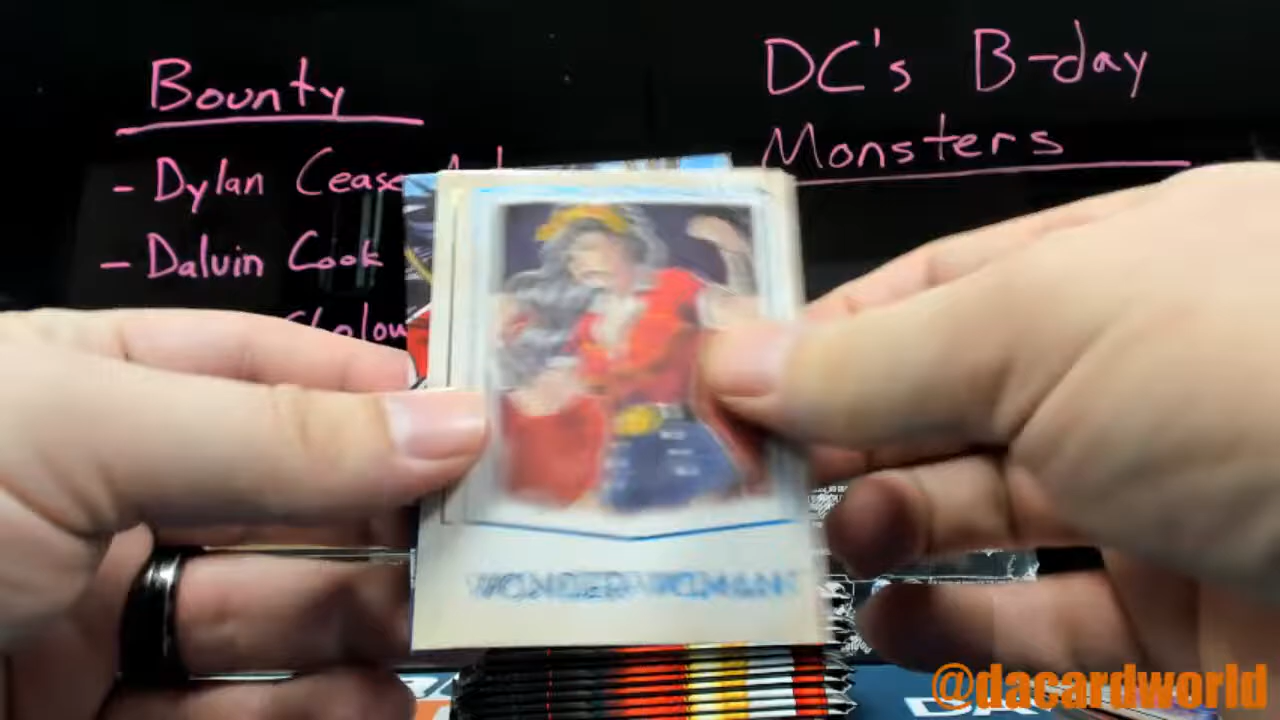 Bounty
- Dylan Cease
- Dalvin Cook
DC's B-day
Monsters
WONDER WOMAN
@dacardworld